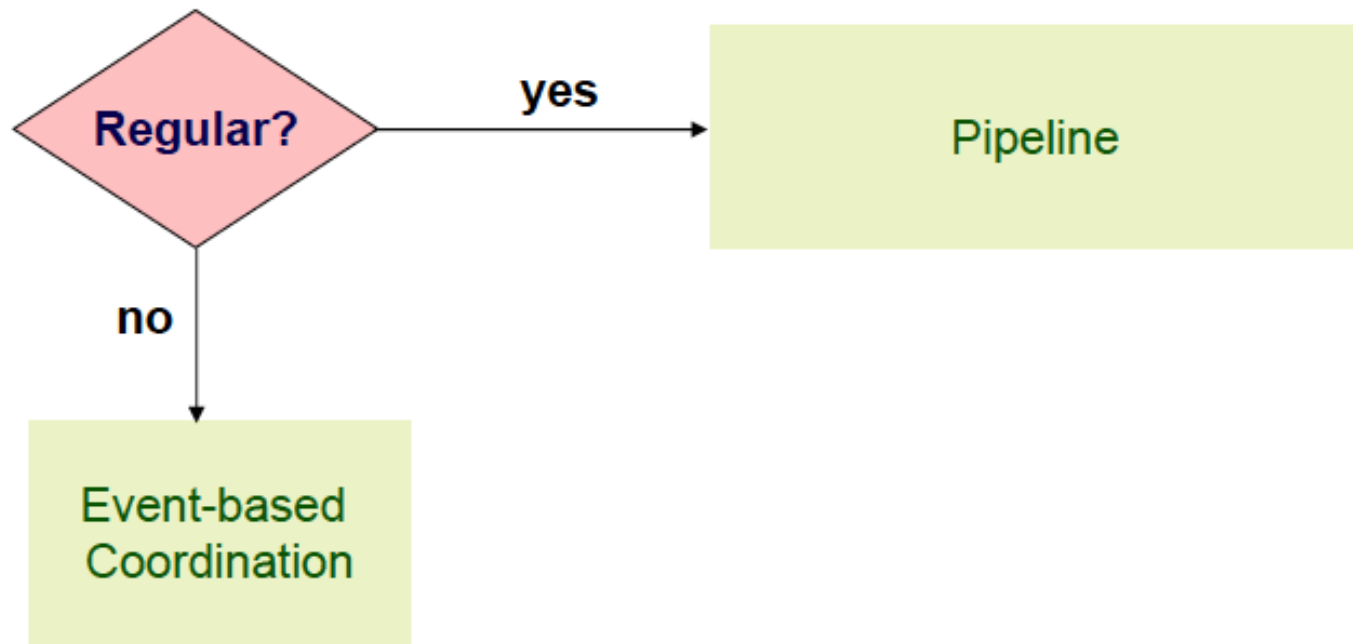 Regular?
yes
Pipeline
no
Event-based
Coordination